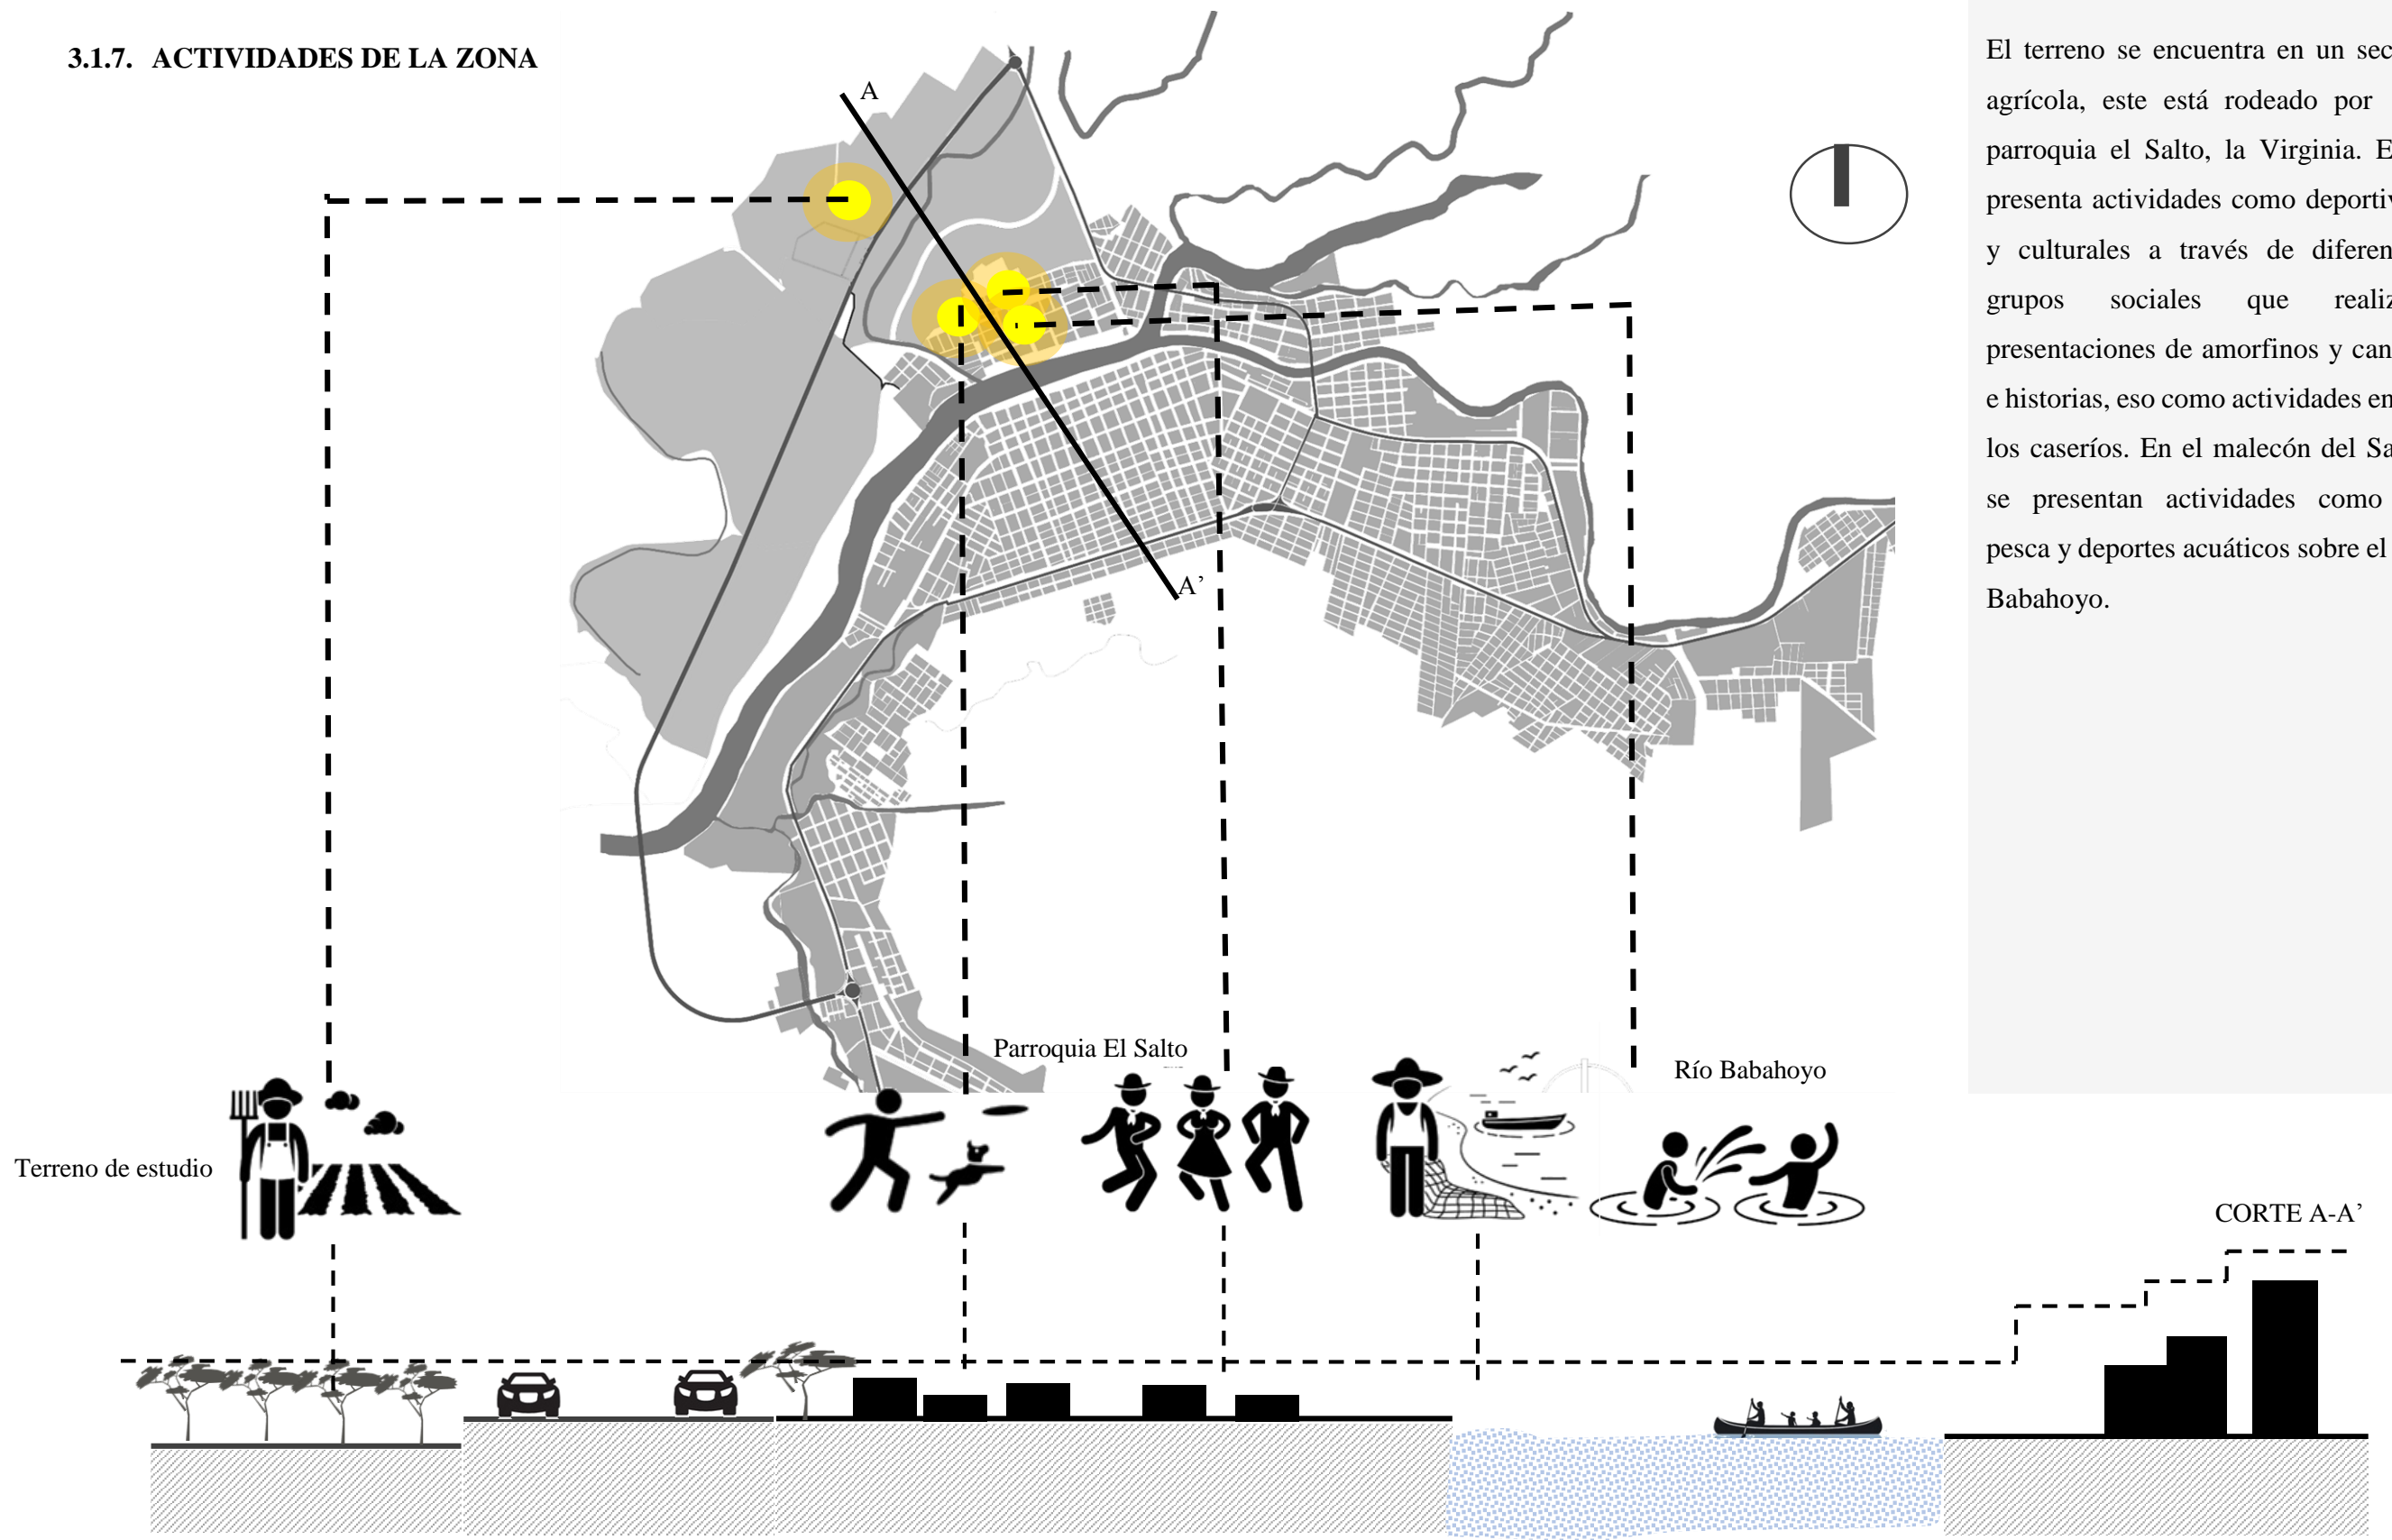 3.1.7. ACTIVIDADES DE LA ZONA
A
A’
El terreno se encuentra en un sec
agrícola, este está rodeado por
parroquia el Salto, la Virginia. E
presenta actividades como deportiv
y culturales a través de diferen
grupos sociales que realiz
presentaciones de amorfinos y can
e historias, eso como actividades en
los caseríos. En el malecón del Sa
se presentan actividades como
pesca y deportes acuáticos sobre el
Babahoyo.
Parroquia El Salto
Río Babahoyo
Terreno de estudio
CORTE A-A’